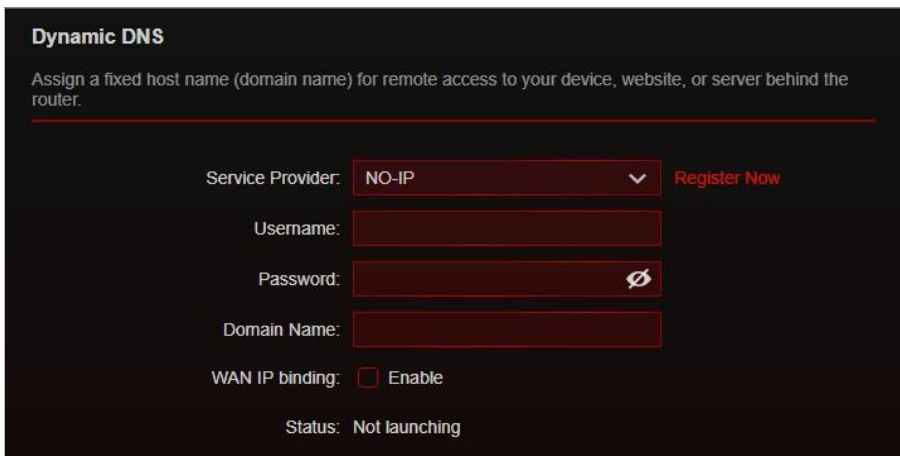 Dynamic DNS
Assign a fixed host name (domain name) for remote access to your device, website, or server behind the
router.
Service Provider: NO-IP Register Now
Username:
Password:
Domain Name:
WAN IP binding: Enable
Status: Not launching